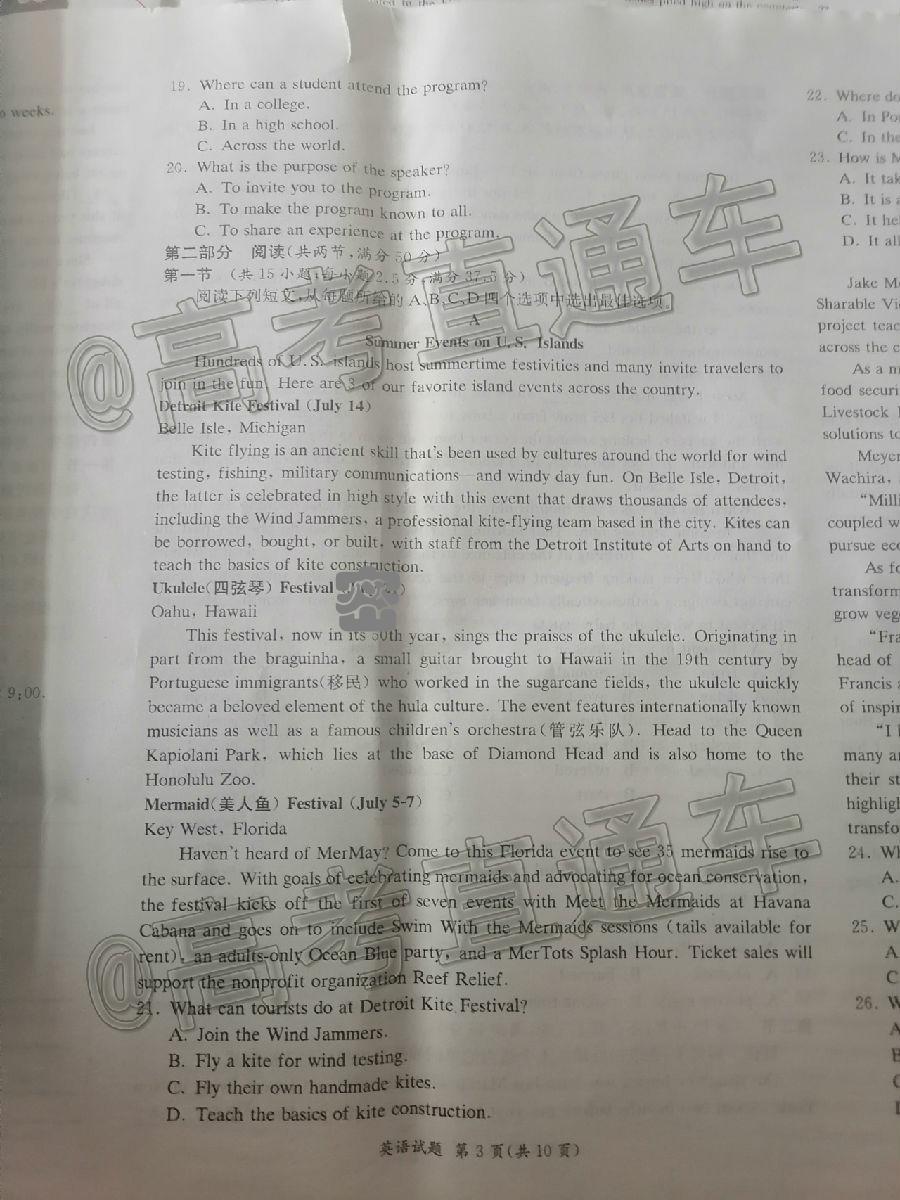 19. Where can a student attend the program?
A. In a college.
B. In a high school.
C. Across the world.
20. What is the purpose of the speaker?
A. To invite you to the program.
B. To make the program known to all.
C. To share an experience at the program.
第二部分 阅读(共两节,满分50分)
第一节 (共15小题;每小题2.5分,满分37.5分)
阅读下列短文,从每题所给的A、B、C、D四个选项中选出最佳选项。
A
Summer Events on U.S. Islands
Hundreds of U.S. islands host summertime festivities and many invite travelers to
join in the fun. Here are 3 of our favorite island events across the country.
Detroit Kite Festival (July 14)
Belle Isle, Michigan
Kite flying is an ancient skill that's been used by cultures around the world for wind
testing, fishing, military communications—and windy day fun. On Belle Isle, Detroit,
the latter is celebrated in high style with this event that draws thousands of attendees,
including the Wind Jammers, a professional kite-flying team based in the city. Kites can
be borrowed, bought, or built, with staff from the Detroit Institute of Arts on hand to
teach the basics of kite construction.
Ukulele(四弦琴) Festival
Oahu, Hawaii
This festival, now in its 50th year, sings the praises of the ukulele. Originating in
part from the braguinha, a small guitar brought to Hawaii in the 19th century by
Portuguese immigrants(移民) who worked in the sugarcane fields, the ukulele quickly
became a beloved element of the hula culture. The event features internationally known
musicians as well as a famous children's orchestra(管弦乐队). Head to the Queen
Kapiolani Park, which lies at the base of Diamond Head and is also home to the
Honolulu Zoo.
Mermaid(美人鱼) Festival (July 5-7)
Key West, Florida
Haven't heard of MerMay? Come to this Florida event to see 35 mermaids rise to
the surface. With goals of celebrating mermaids and advocating for ocean conservation,
the festival kicks off the first of seven events with Meet the Mermaids at Havana
Cabana and goes on to include Swim With the Mermaids sessions (tails available for
rent), an adults-only Ocean Blue party, and a MerTots Splash Hour. Ticket sales will
support the nonprofit organization Reef Relief.
21. What can tourists do at Detroit Kite Festival?
A. Join the Wind Jammers.
B. Fly a kite for wind testing.
C. Fly their own handmade kites.
D. Teach the basics of kite construction.
英语试题 第3页(共10页)
weeks.
9:00.
22. Where do
A. In
C. In the
23. How is
A. It
B. It is
C. It
D. It
Jake
Sharable
project
across the
As a
food
Livestock
solutions to
Meyer
Wachira,
coupled
pursue
As
grow
head of
Francis
of
many
their
24.
A.
C.
25.
A
C
26.
@高考直通车
@高考直通车